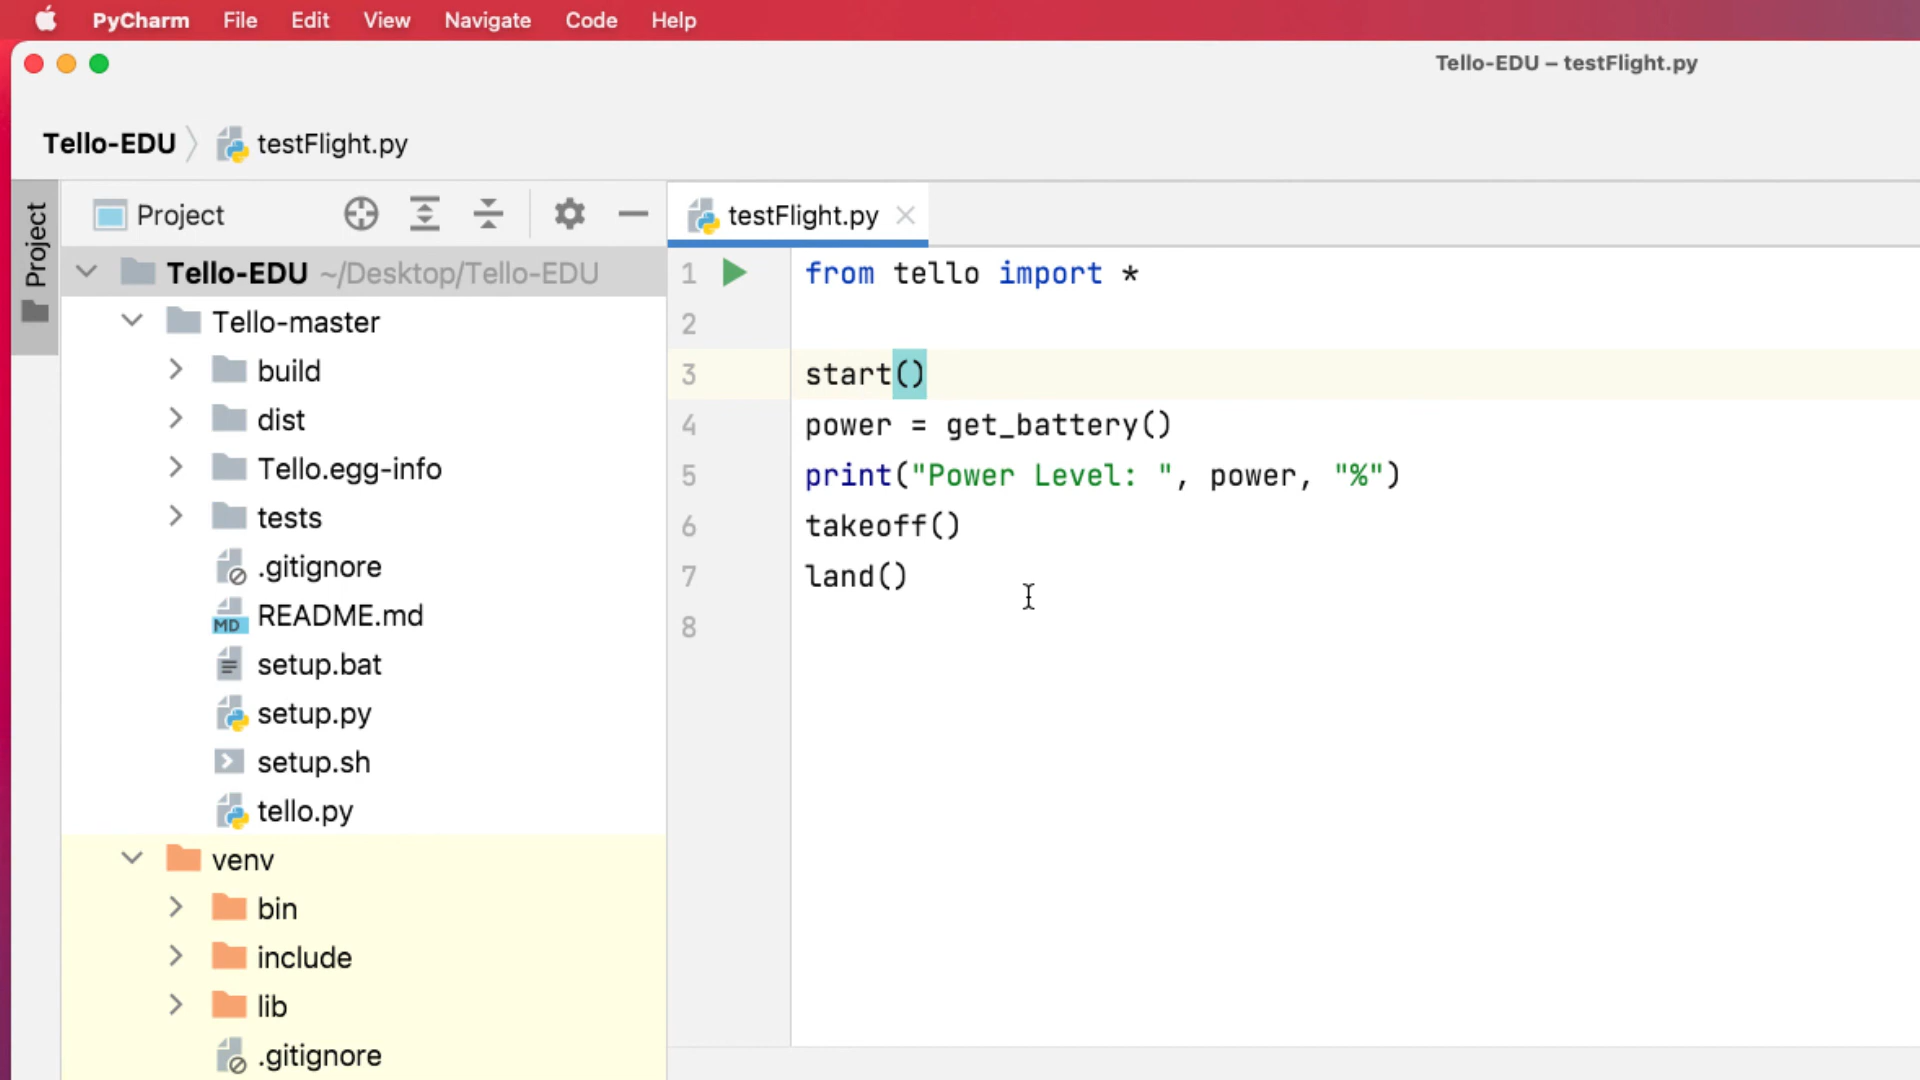 PyCharm File Edit View Navigate Code Help
Tello-EDU – testFlight.py
Tello-EDU testFlight.py
Project
Project
testFlight.py
Tello-EDU ~/Desktop/Tello-EDU
Tello-master
build
dist
Tello.egg-info
tests
.gitignore
README.md
MD
setup.bat
setup.py
setup.sh
tello.py
venv
bin
include
lib
.gitignore
1 from tello import *
2
3 start()
4 power = get_battery()
5 print("Power Level: ", power, "%")
6 takeoff()
7 land()
8